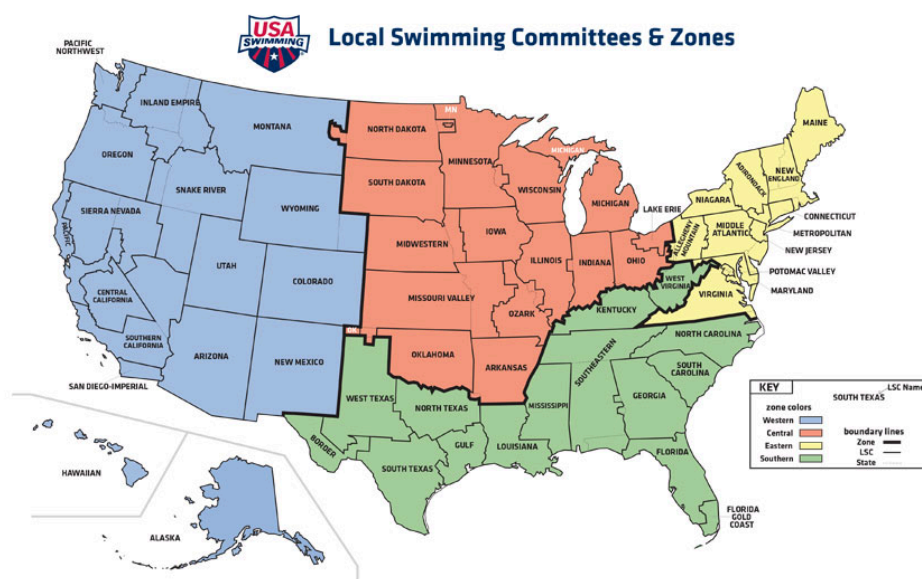 USA
SWIMMING
Local Swimming Committees & Zones
PACIFIC
NORTHWEST
INLAND EMPIRE
MONTANA
NORTH DAKOTA
MN
MAINE
OREGON
MINNESOTA
MICHIGAN
ADIRONDACK
NEW
ENGLAND
SNAKE RIVER
SOUTH DAKOTA
WISCONSIN
MICHIGAN
NIAGARA
WYOMING
LAKE ERIE
CONNECTICUT
SIERRA NEVADA
PACIFIC
MIDWESTERN
IOWA
ALLEGHENY
MOUNTAIN
MIDDLE
ATLANTIC
METROPOLITAN
NEW JERSEY
UTAH
COLORADO
ILLINOIS
INDIANA
OHIO
WEST
VIRGINIA
POTOMAC VALLEY
CENTRAL
CALIFORNIA
MISSOURI VALLEY
OZARK
KENTUCKY
VIRGINIA
MARYLAND
SOUTHERN
CALIFORNIA
ARIZONA
NEW MEXICO
OKLAHOMA
ARKANSAS
SOUTHEASTERN
NORTH CAROLINA
SAN DIEGO-IMPERIAL
SOUTH
CAROLINA
WEST TEXAS
NORTH TEXAS
MISSISSIPPI
GEORGIA
BORDER
GULF
LOUISIANA
SOUTH TEXAS
FLORIDA
HAWAIIAN
ALASKA
FLORIDA
GOLD
COAST
KEY
LSC Name
SOUTH TEXAS
zone colors
Western
Central
Eastern
Southern
boundary lines
Zone
LSC
State